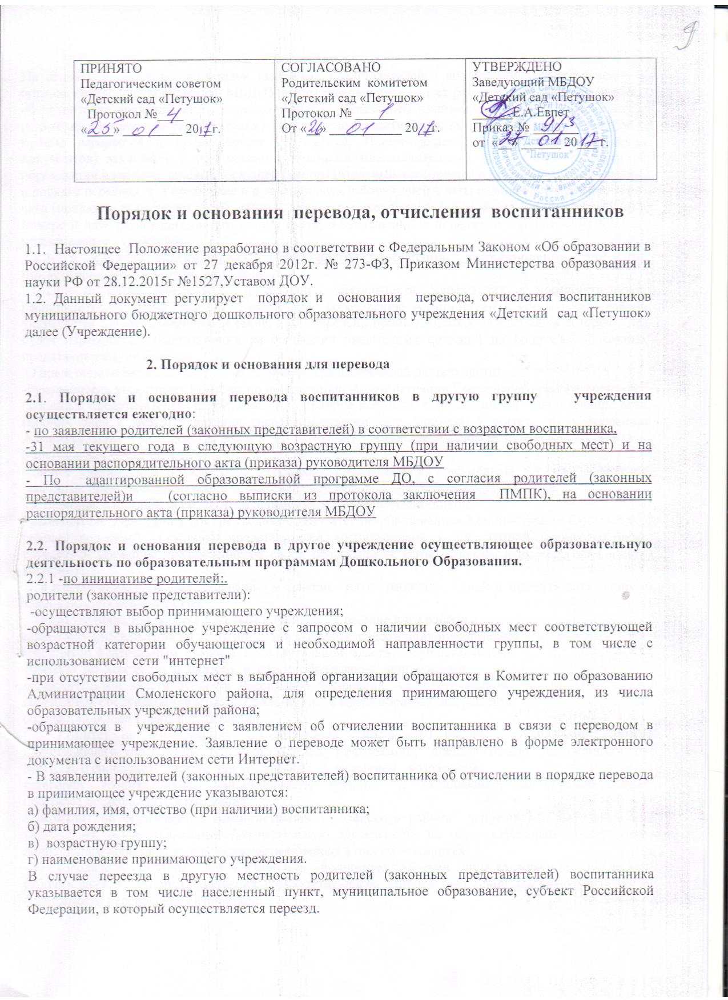 9
ПРИНЯТО
Педагогическим советом
«Детский сад «Петушок»
Протокол № 4
«25» 01 2017г.
СОГЛАСОВАНО
Родительским комитетом
«Детский сад «Петушок»
Протокол № 1
От «26» 01 2017г.
УТВЕРЖДЕНО
Заведующий МБДОУ
«Детский сад «Петушок»
Е.А.Евпет
Приказ № 9/3
от «27» 01 2017 г.
МБДОУ
"Детский сад
"Петушок"
Россия
Порядок и основания перевода, отчисления воспитанников
1.1. Настоящее Положение разработано в соответствии с Федеральным Законом «Об образовании в
Российской Федерации» от 27 декабря 2012г. № 273-ФЗ, Приказом Министерства образования и
науки РФ от 28.12.2015г №1527,Уставом ДОУ.
1.2. Данный документ регулирует порядок и основания перевода, отчисления воспитанников
муниципального бюджетного дошкольного образовательного учреждения «Детский сад «Петушок»
далее (Учреждение).
2. Порядок и основания для перевода
2.1. Порядок и основания перевода воспитанников в другую группу учреждения
осуществляется ежегодно:
- по заявлению родителей (законных представителей) в соответствии с возрастом воспитанника,
-31 мая текущего года в следующую возрастную группу (при наличии свободных мест) и на
основании распорядительного акта (приказа) руководителя МБДОУ
- По адаптированной образовательной программе ДО, с согласия родителей (законных
представителей)и (согласно выписки из протокола заключения ПМПК), на основании
распорядительного акта (приказа) руководителя МБДОУ
2.2. Порядок и основания перевода в другое учреждение осуществляющее образовательную
деятельность по образовательным программам Дошкольного Образования.
2.2.1 -по инициативе родителей:.
родители (законные представители):
-осуществляют выбор принимающего учреждения;
-обращаются в выбранное учреждение с запросом о наличии свободных мест соответствующей
возрастной категории обучающегося и необходимой направленности группы, в том числе с
использованием сети "интернет"
-при отсутствии свободных мест в выбранной организации обращаются в Комитет по образованию
Администрации Смоленского района, для определения принимающего учреждения, из числа
образовательных учреждений района;
-обращаются в учреждение с заявлением об отчислении воспитанника в связи с переводом в
принимающее учреждение. Заявление о переводе может быть направлено в форме электронного
документа с использованием сети Интернет.
- В заявлении родителей (законных представителей) воспитанника об отчислении в порядке перевода
в принимающее учреждение указываются:
а) фамилия, имя, отчество (при наличии) воспитанника;
б) дата рождения;
в) возрастную группу;
г) наименование принимающего учреждения.
В случае переезда в другую местность родителей (законных представителей) воспитанника
указывается в том числе населенный пункт, муниципальное образование, субъект Российской
Федерации, в который осуществляется переезд.